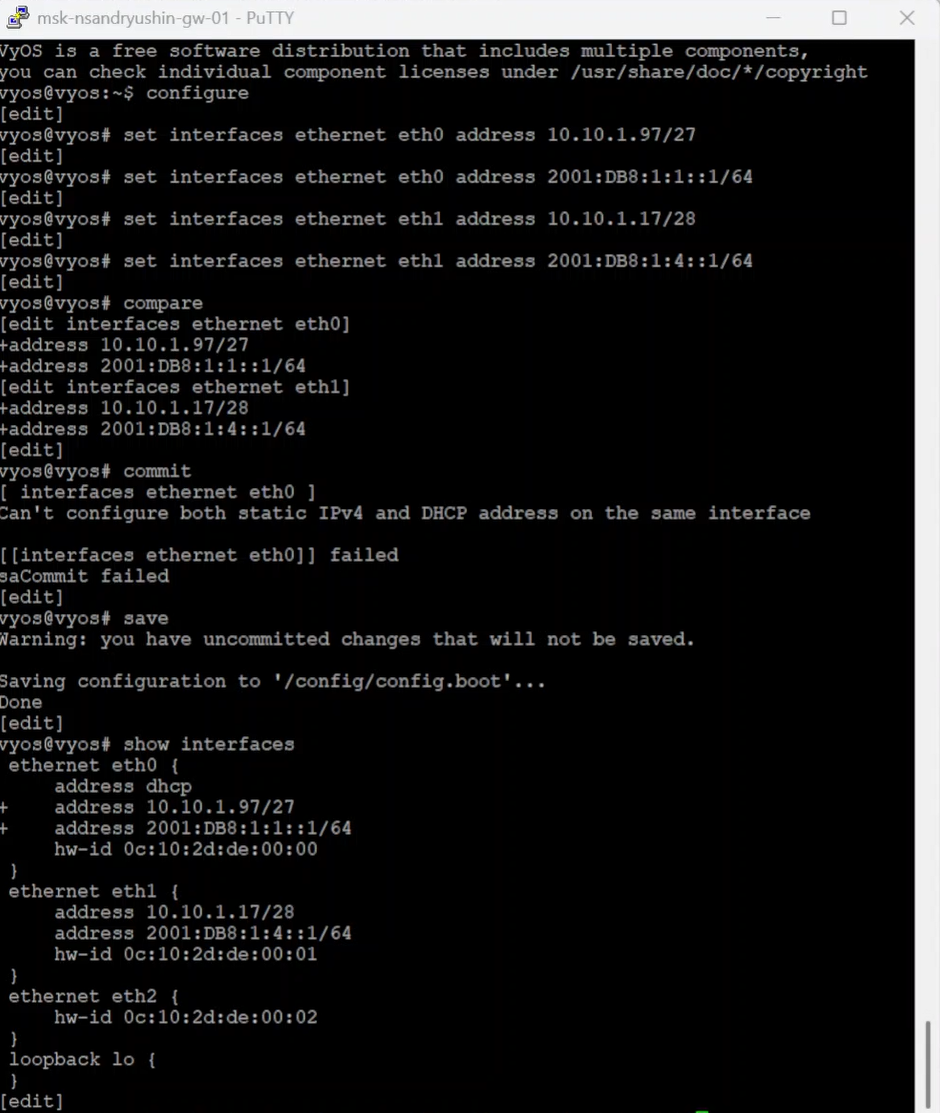 msk-nsandryushin-gw-01 - PuTTY
VyOS is a free software distribution that includes multiple components,
you can check individual component licenses under /usr/share/doc/*/copyright
vyos@vyos:~$ configure
[edit]
vyos@vyos# set interfaces ethernet eth0 address 10.10.1.97/27
[edit]
vyos@vyos# set interfaces ethernet eth0 address 2001:DB8:1:1::1/64
[edit]
vyos@vyos# set interfaces ethernet eth1 address 10.10.1.17/28
[edit]
vyos@vyos# set interfaces ethernet eth1 address 2001:DB8:1:4::1/64
[edit]
vyos@vyos# compare
[edit interfaces ethernet eth0]
+address 10.10.1.97/27
+address 2001:DB8:1:1::1/64
[edit interfaces ethernet eth1]
+address 10.10.1.17/28
+address 2001:DB8:1:4::1/64
[edit]
vyos@vyos# commit
[ interfaces ethernet eth0 ]
Can't configure both static IPv4 and DHCP address on the same interface

[[interfaces ethernet eth0]] failed
saCommit failed
[edit]
vyos@vyos# save
Warning: you have uncommitted changes that will not be saved.

Saving configuration to '/config/config.boot'...
Done
[edit]
vyos@vyos# show interfaces
 ethernet eth0 {
     address dhcp
+    address 10.10.1.97/27
+    address 2001:DB8:1:1::1/64
     hw-id 0c:10:2d:de:00:00
 }
 ethernet eth1 {
     address 10.10.1.17/28
     address 2001:DB8:1:4::1/64
     hw-id 0c:10:2d:de:00:01
 }
 ethernet eth2 {
     hw-id 0c:10:2d:de:00:02
 }
 loopback lo {
 }
[edit]